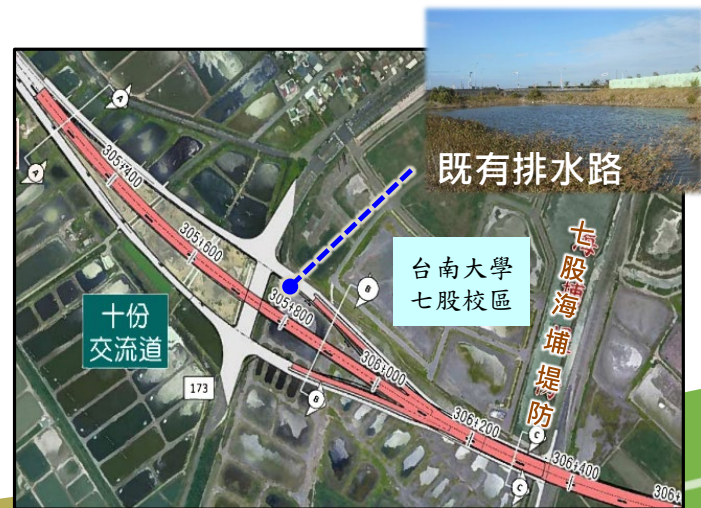 既有排水路
台南大學
七股校區
七股海埔堤防
十份
交流道
173
A
A
B
B
C
C
305+400
305+600
305+800
306+000
306+200
306+400
306+